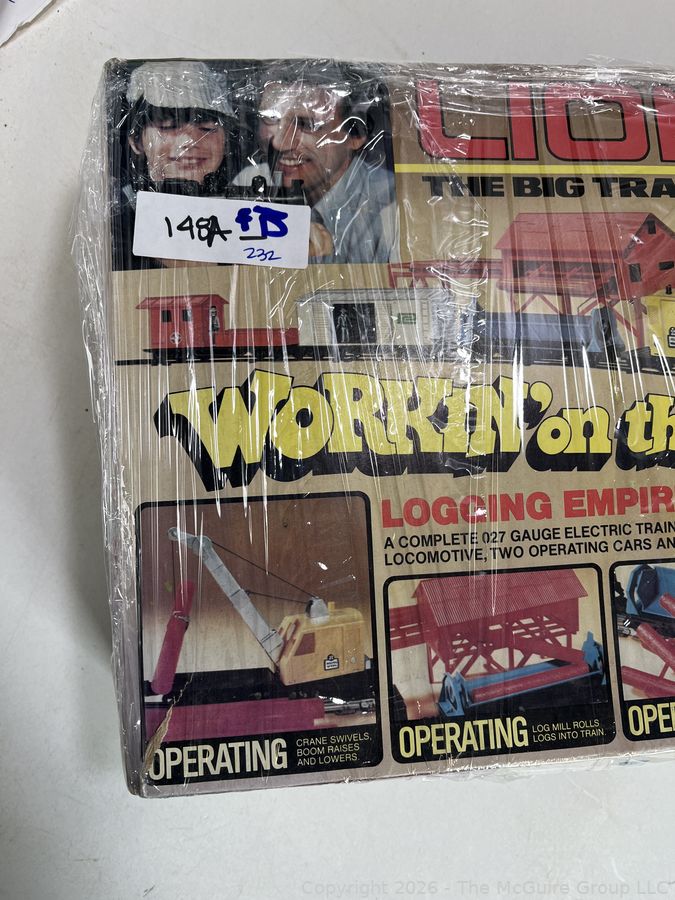 LIO
THE BIG TRA
148A $75
232
WORKIN' on th
LOGGING EMPIR
A COMPLETE 027 GAUGE ELECTRIC TRAIN
LOCOMOTIVE, TWO OPERATING CARS AN
OPERATING
CRANE SWIVELS,
BOOM RAISES
AND LOWERS.
OPERATING
LOG MILL ROLLS
LOGS INTO TRAIN.
OPE
Copyright 2026 - The McGuire Group LLC